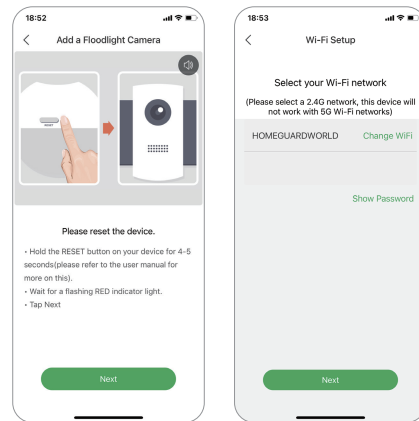 18:52
Add a Floodlight Camera
RESET
Please reset the device.
• Hold the RESET button on your device for 4-5
seconds(please refer to the user manual for
more on this).
• Wait for a flashing RED indicator light.
• Tap Next
Next
18:53
Wi-Fi Setup
Select your Wi-Fi network
(Please select a 2.4G network, this device will
not work with 5G Wi-Fi networks)
HOMEGUARDWORLD Change WiFi
Show Password
Next